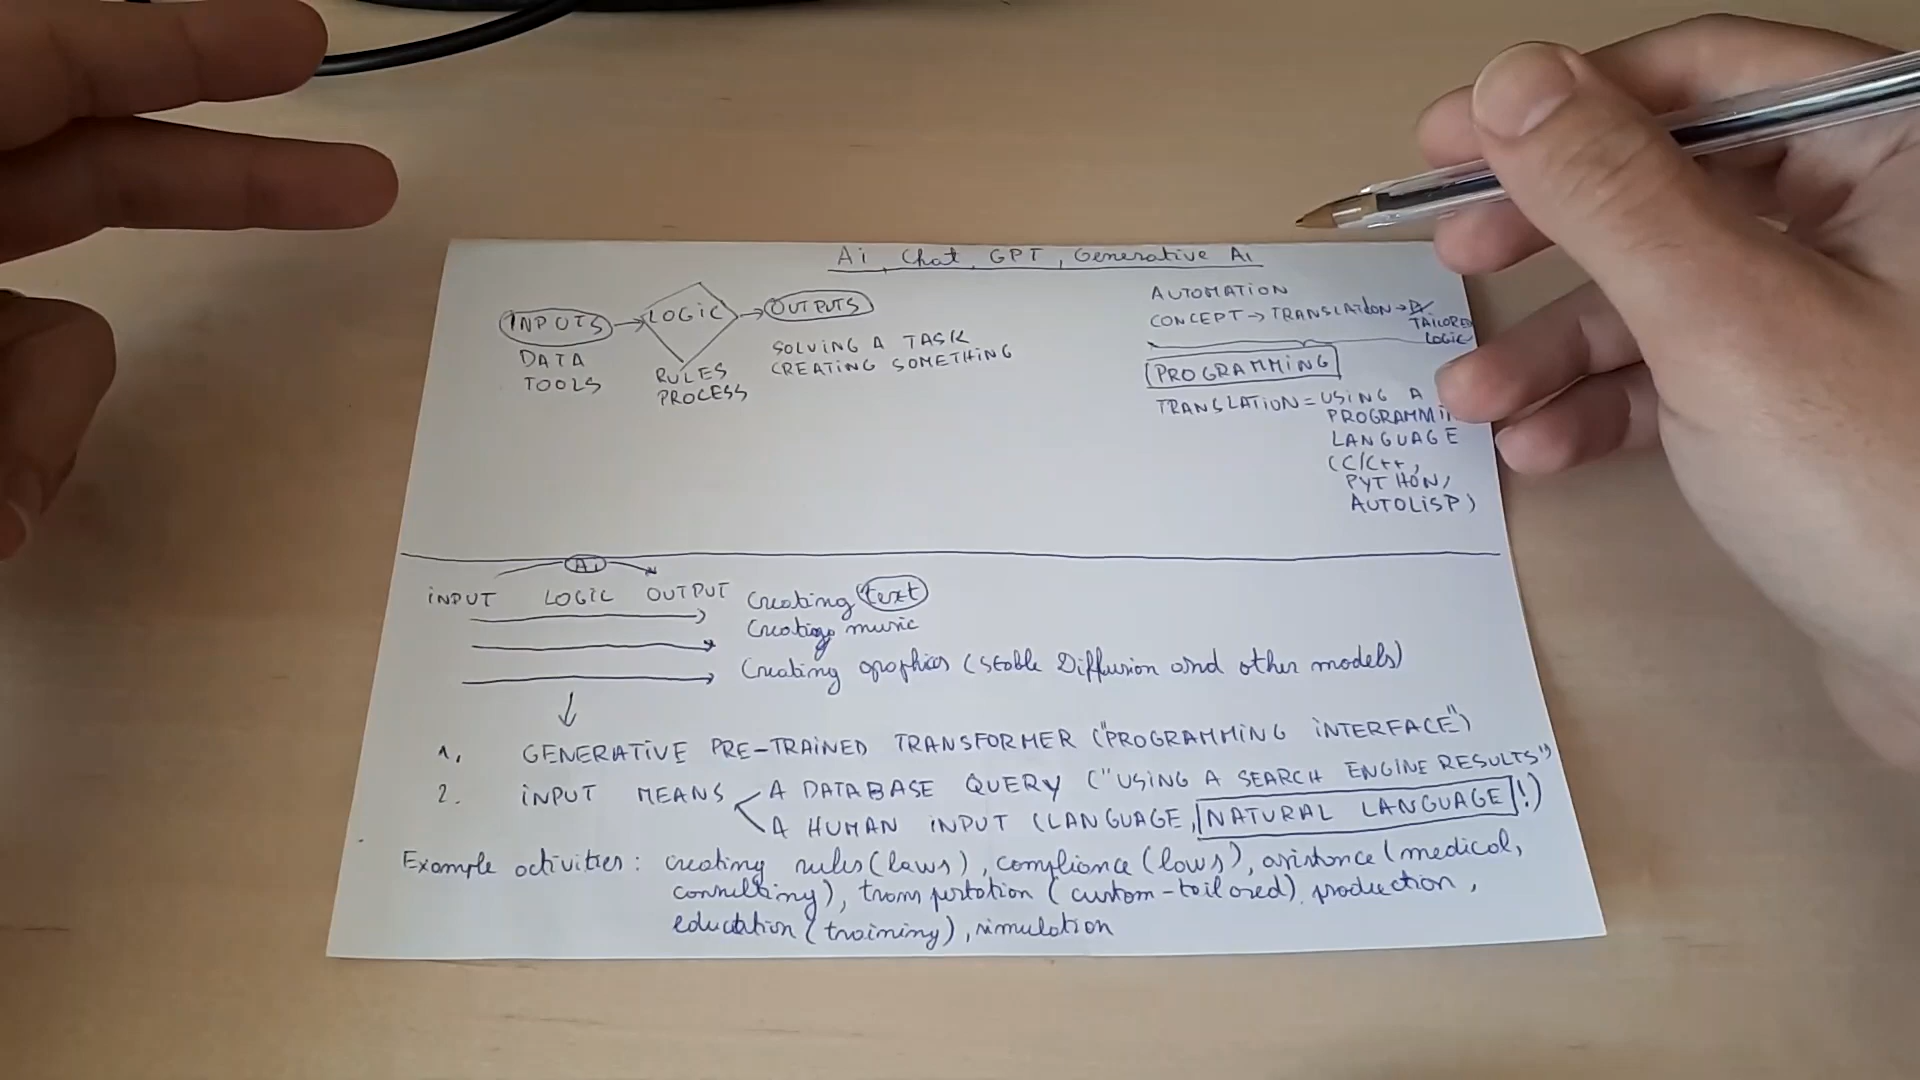 Ai, Chat GPT, Generative Ai
INPUTS → LOGIC → OUTPUTS
DATA
TOOLS
RULES
PROCESS
SOLVING A TASK
CREATING SOMETHING
AUTOMATION
CONCEPT → TRANSLATION →
TAILORED
LOGIC
PROGRAMMING
TRANSLATION = USING A
PROGRAMMI
LANGUAGE
(C/C++,
PYTHON,
AUTOLISP)
Ai
INPUT LOGIC OUTPUT
Creating text
Creating music
Creating graphics (Stable Diffusion and other models)
1. GENERATIVE PRE-TRAINED TRANSFORMER ("PROGRAMMING INTERFACE")
2. INPUT MEANS A DATABASE QUERY ("USING A SEARCH ENGINE RESULTS")
A HUMAN INPUT (LANGUAGE, NATURAL LANGUAGE!)
Example activities: creating rules (laws), compliance (laws), asistence (medical,
consulting), transportation (custom-tailored), production,
education (training), simulation